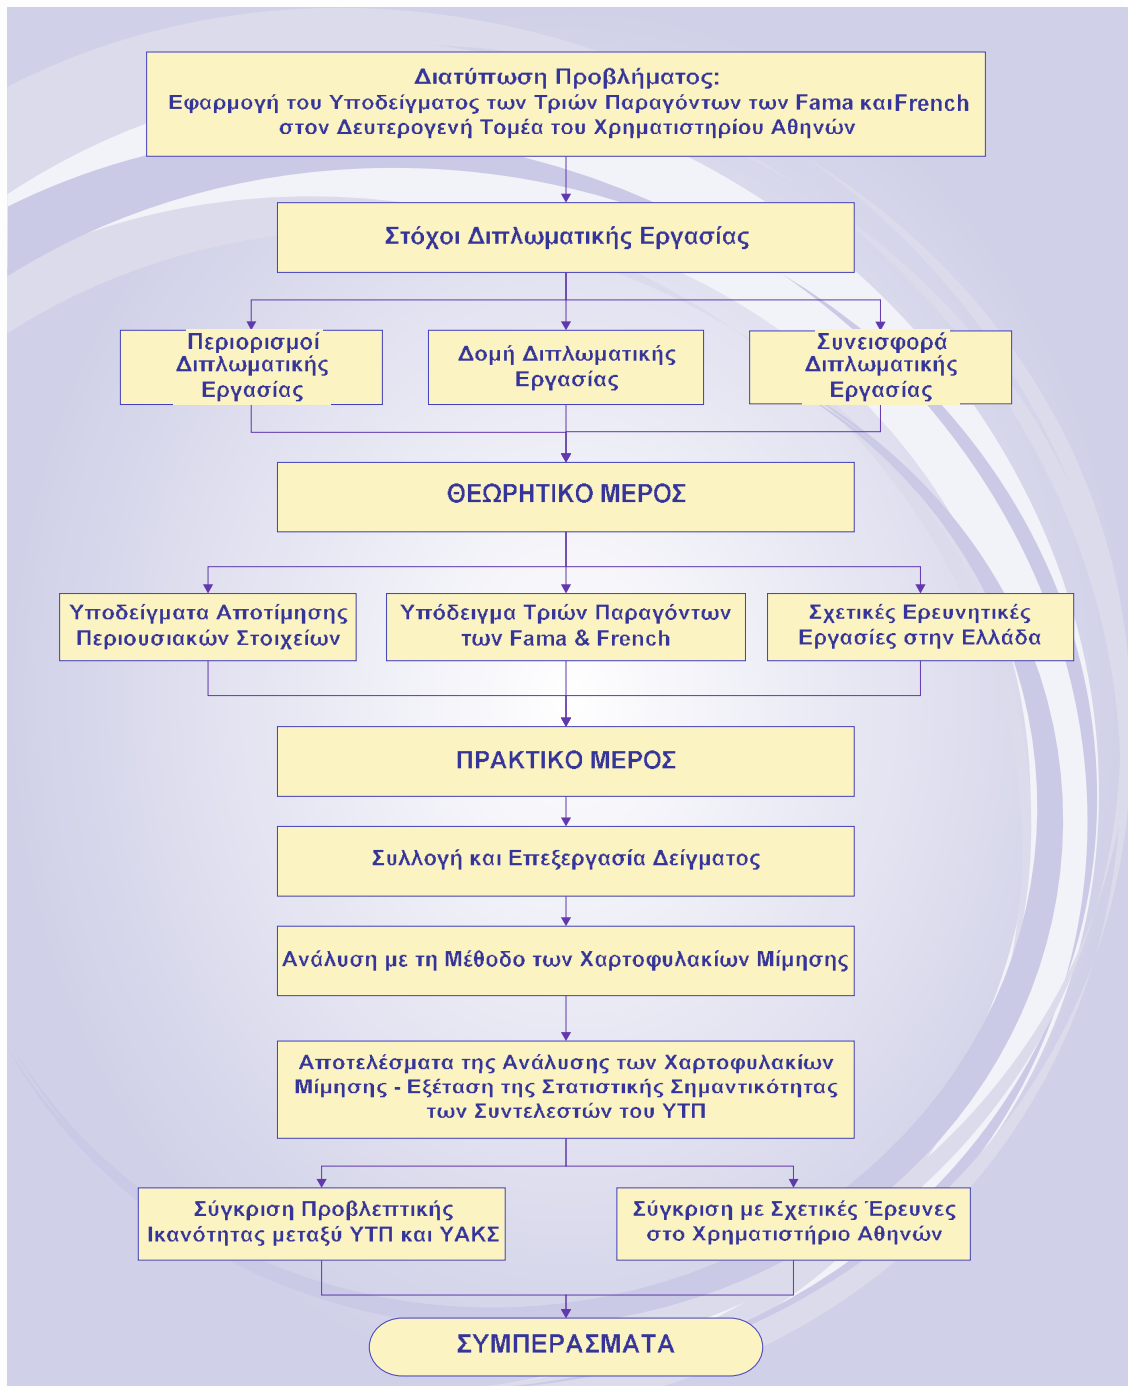 Διατύπωση Προβλήματος:
Εφαρμογή του Υποδείγματος των Τριών Παραγόντων των Fama και French
στον Δευτερογενή Τομέα του Χρηματιστηρίου Αθηνών
Στόχοι Διπλωματικής Εργασίας
Περιορισμοί
Διπλωματικής
Εργασίας
Δομή Διπλωματικής
Εργασίας
Συνεισφορά
Διπλωματικής
Εργασίας
ΘΕΩΡΗΤΙΚΟ ΜΕΡΟΣ
Υποδείγματα Αποτίμησης
Περιουσιακών Στοιχείων
Υπόδειγμα Τριών Παραγόντων
των Fama & French
Σχετικές Ερευνητικές
Εργασίες στην Ελλάδα
ΠΡΑΚΤΙΚΟ ΜΕΡΟΣ
Συλλογή και Επεξεργασία Δείγματος
Ανάλυση με τη Μέθοδο των Χαρτοφυλακίων Μίμησης
Αποτελέσματα της Ανάλυσης των Χαρτοφυλακίων
Μίμησης - Εξέταση της Στατιστικής Σημαντικότητας
των Συντελεστών του ΥΤΠ
Σύγκριση Προβλεπτικής
Ικανότητας μεταξύ ΥΤΠ και ΥΑΚΣ
Σύγκριση με Σχετικές Έρευνες
στο Χρηματιστήριο Αθηνών
ΣΥΜΠΕΡΑΣΜΑΤΑ